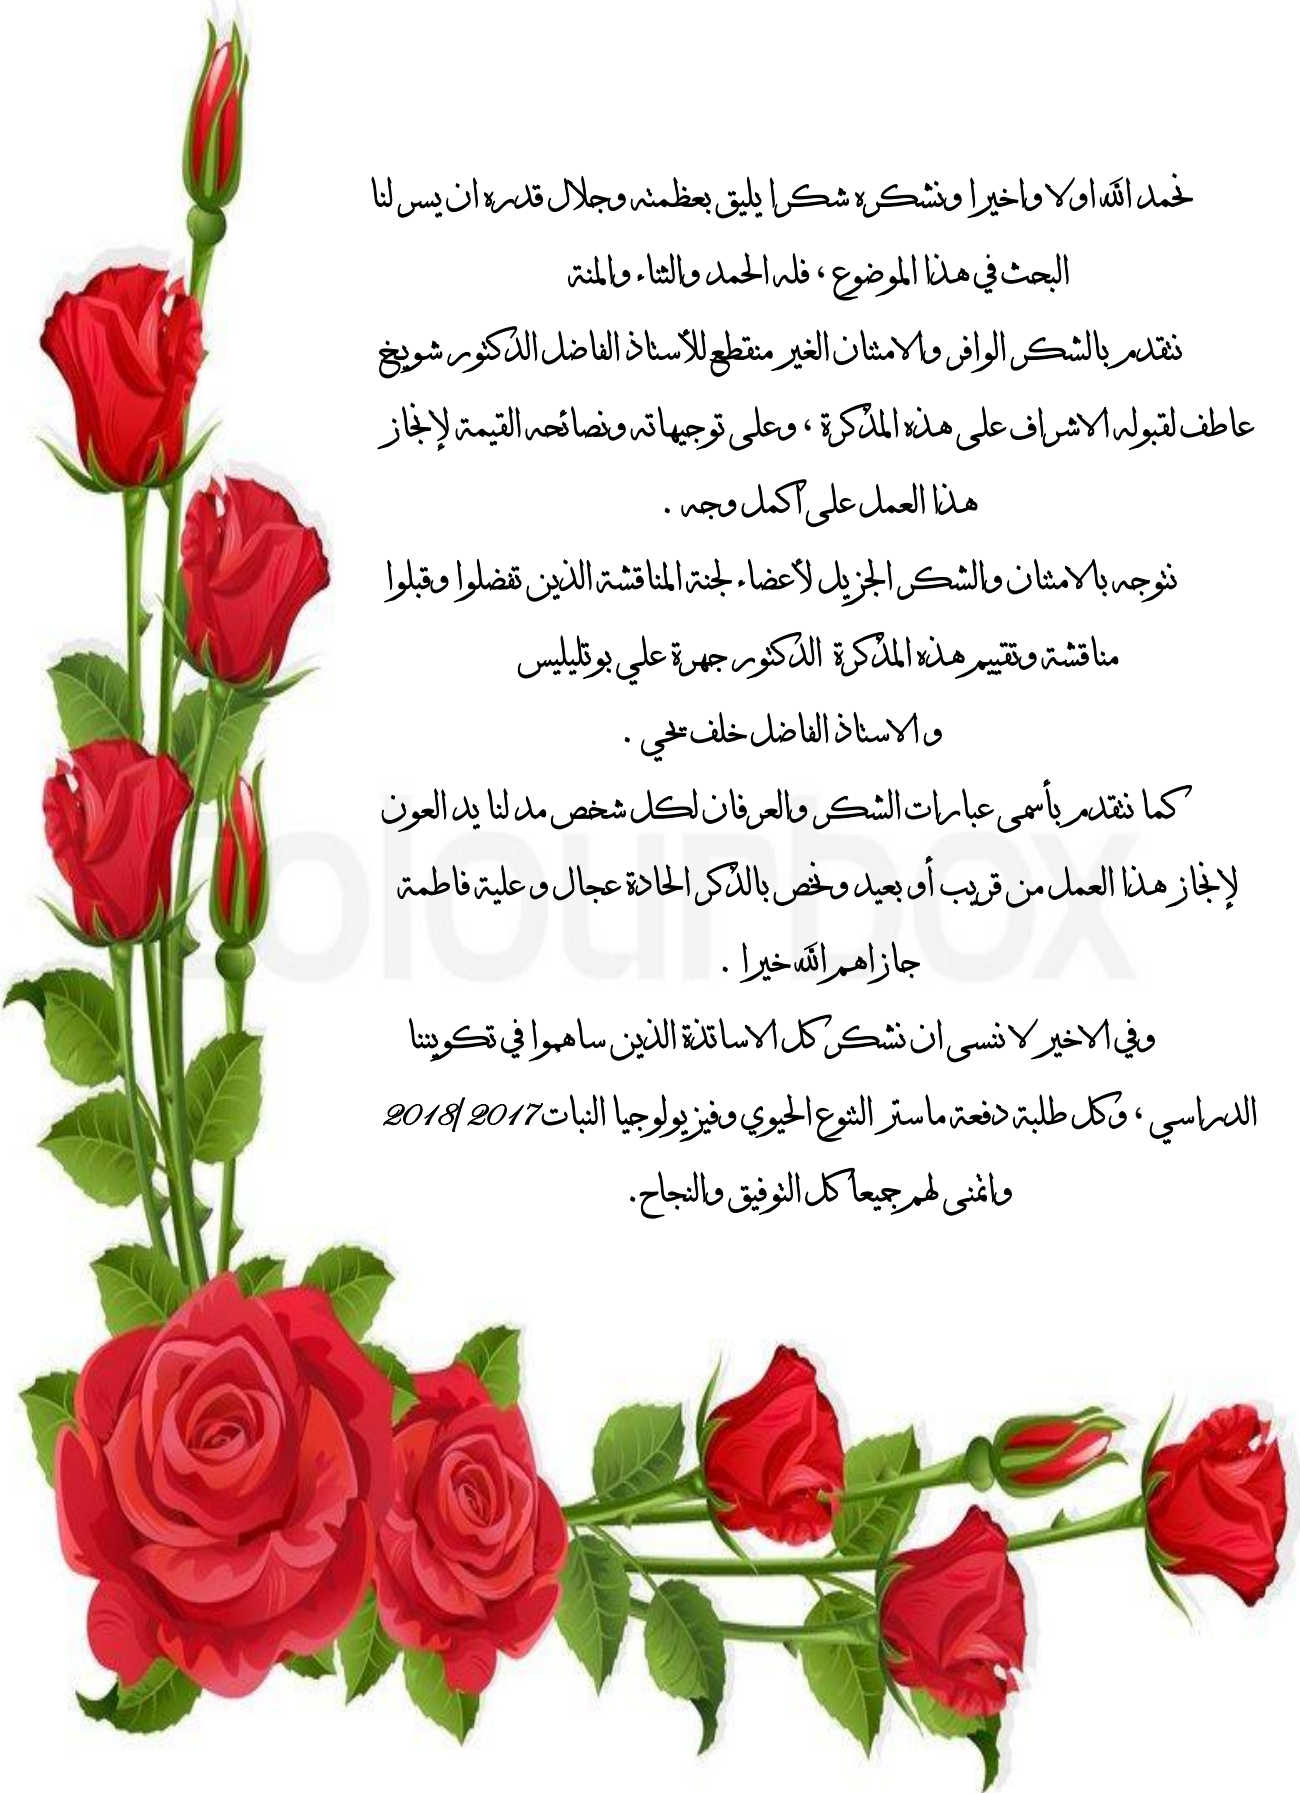 نحمد الله اولا واخيرا ونشكره شكرا يليق بعظمته وجلال قدره ان يسر لنا
البحث في هذا الموضوع ، فله الحمد والثناء والمنة
نتقدم بالشكر الوافر والامتنان الغير منقطع للأستاذ الفاضل الدكتور شويخ
عاطف لقبوله الاشراف على هذه المذكرة ، وعلى توجيهاته ونصائحه القيمة لإنجاز
هذا العمل على أكمل وجه .
نتوجه بالامتنان والشكر الجزيل لأعضاء لجنة المناقشة الذين تفضلوا وقبلوا
مناقشة وتقييم هذه المذكرة الدكتور جهرة علي بوتليليس
و الاستاذ الفاضل خلف يحي .
كما نتقدم بأسمى عبارات الشكر والعرفان لكل شخص مد لنا يد العون
لإنجاز هذا العمل من قريب أو بعيد ونخص بالذكر الحادة عجال و علية فاطمة
جازاهم الله خيرا .
وفي الاخير لا ننسى ان نشكر كل الاساتذة الذين ساهموا في تكويننا
الدراسي ، وكل طلبة دفعة ماستر التنوع الحيوي وفيزيولوجيا النبات 2017/2018
واتمنى لهم جميعا كل التوفيق والنجاح.
colourbox